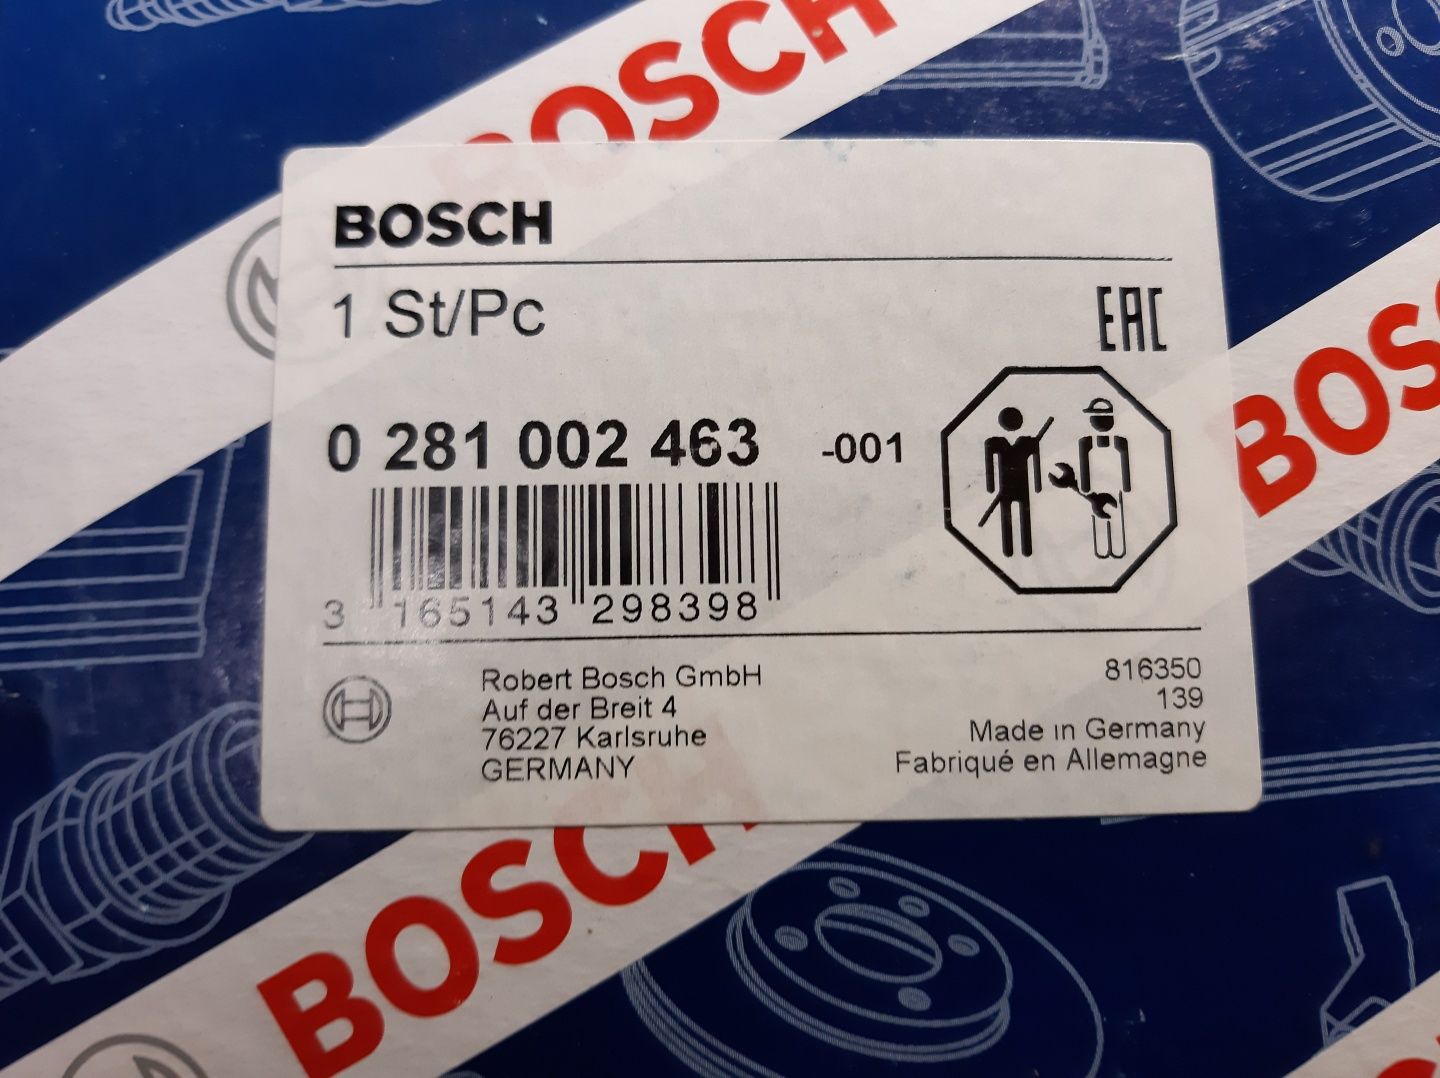 BOSCH
BOSCH
1 St/Pc
EAC
0 281 002 463 -001
3 165143 298398
Robert Bosch GmbH
Auf der Breit 4
76227 Karlsruhe
GERMANY
816350
139
Made in Germany
Fabriqué en Allemagne
BOSCH
BOSCH